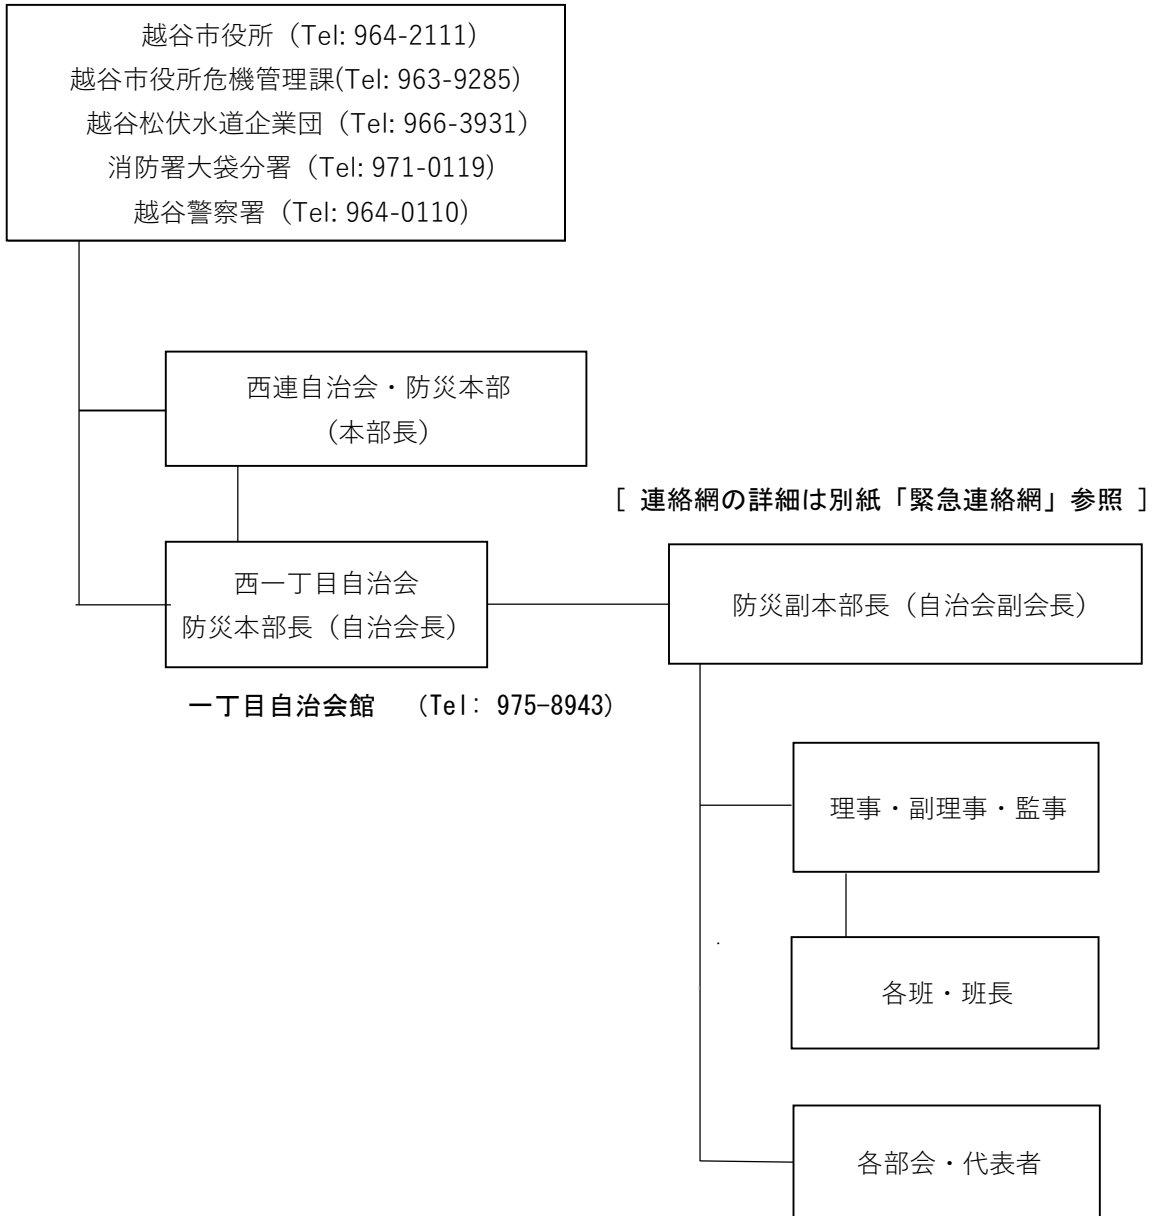 越谷市役所（Tel: 964-2111）
越谷市役所危機管理課(Tel: 963-9285)
越谷松伏水道企業団（Tel: 966-3931）
消防署大袋分署（Tel: 971-0119）
越谷警察署（Tel: 964-0110）
西連自治会・防災本部
（本部長）
[ 連絡網の詳細は別紙「緊急連絡網」参照 ]
西一丁目自治会
防災本部長（自治会長）
防災副本部長（自治会副会長）
一丁目自治会館　（Tel: 975-8943）
理事・副理事・監事
各班・班長
各部会・代表者